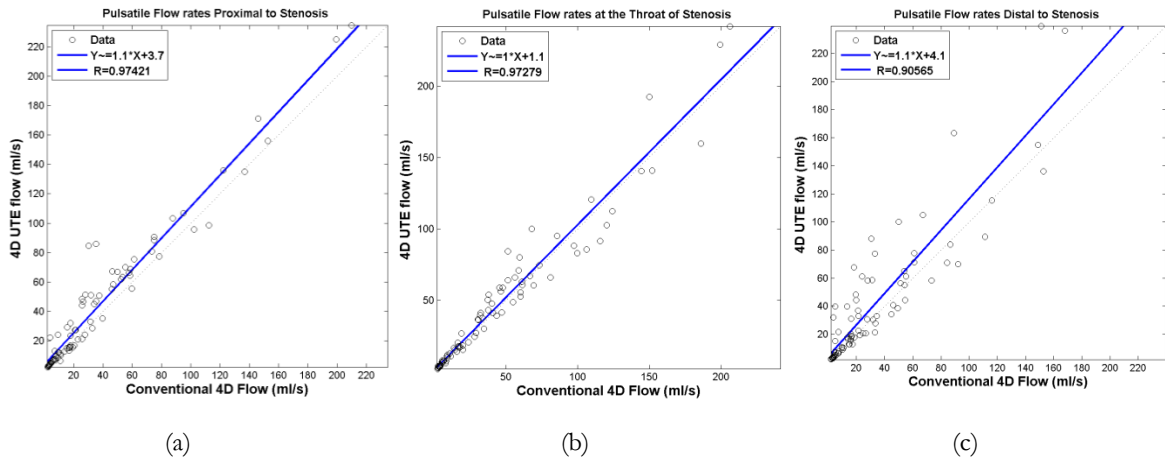 Pulsatile Flow rates Proximal to Stenosis
Data
Y~=1.1*X+3.7
R=0.97421
220
200
180
160
140
120
100
80
60
40
20
4D UTE flow (ml/s)
20 40 60 80 100 120 140 160 180 200 220
Conventional 4D Flow (ml/s)
(a)
Pulsatile Flow rates at the Throat of Stenosis
Data
Y~=1*X+1.1
R=0.97279
200
150
100
50
4D UTE flow (ml/s)
50 100 150 200
Conventional 4D Flow (ml/s)
(b)
Pulsatile Flow rates Distal to Stenosis
Data
Y~=1.1*X+4.1
R=0.90565
220
200
180
160
140
120
100
80
60
40
20
4D UTE flow (ml/s)
20 40 60 80 100 120 140 160 180 200 220
Conventional 4D Flow (ml/s)
(c)